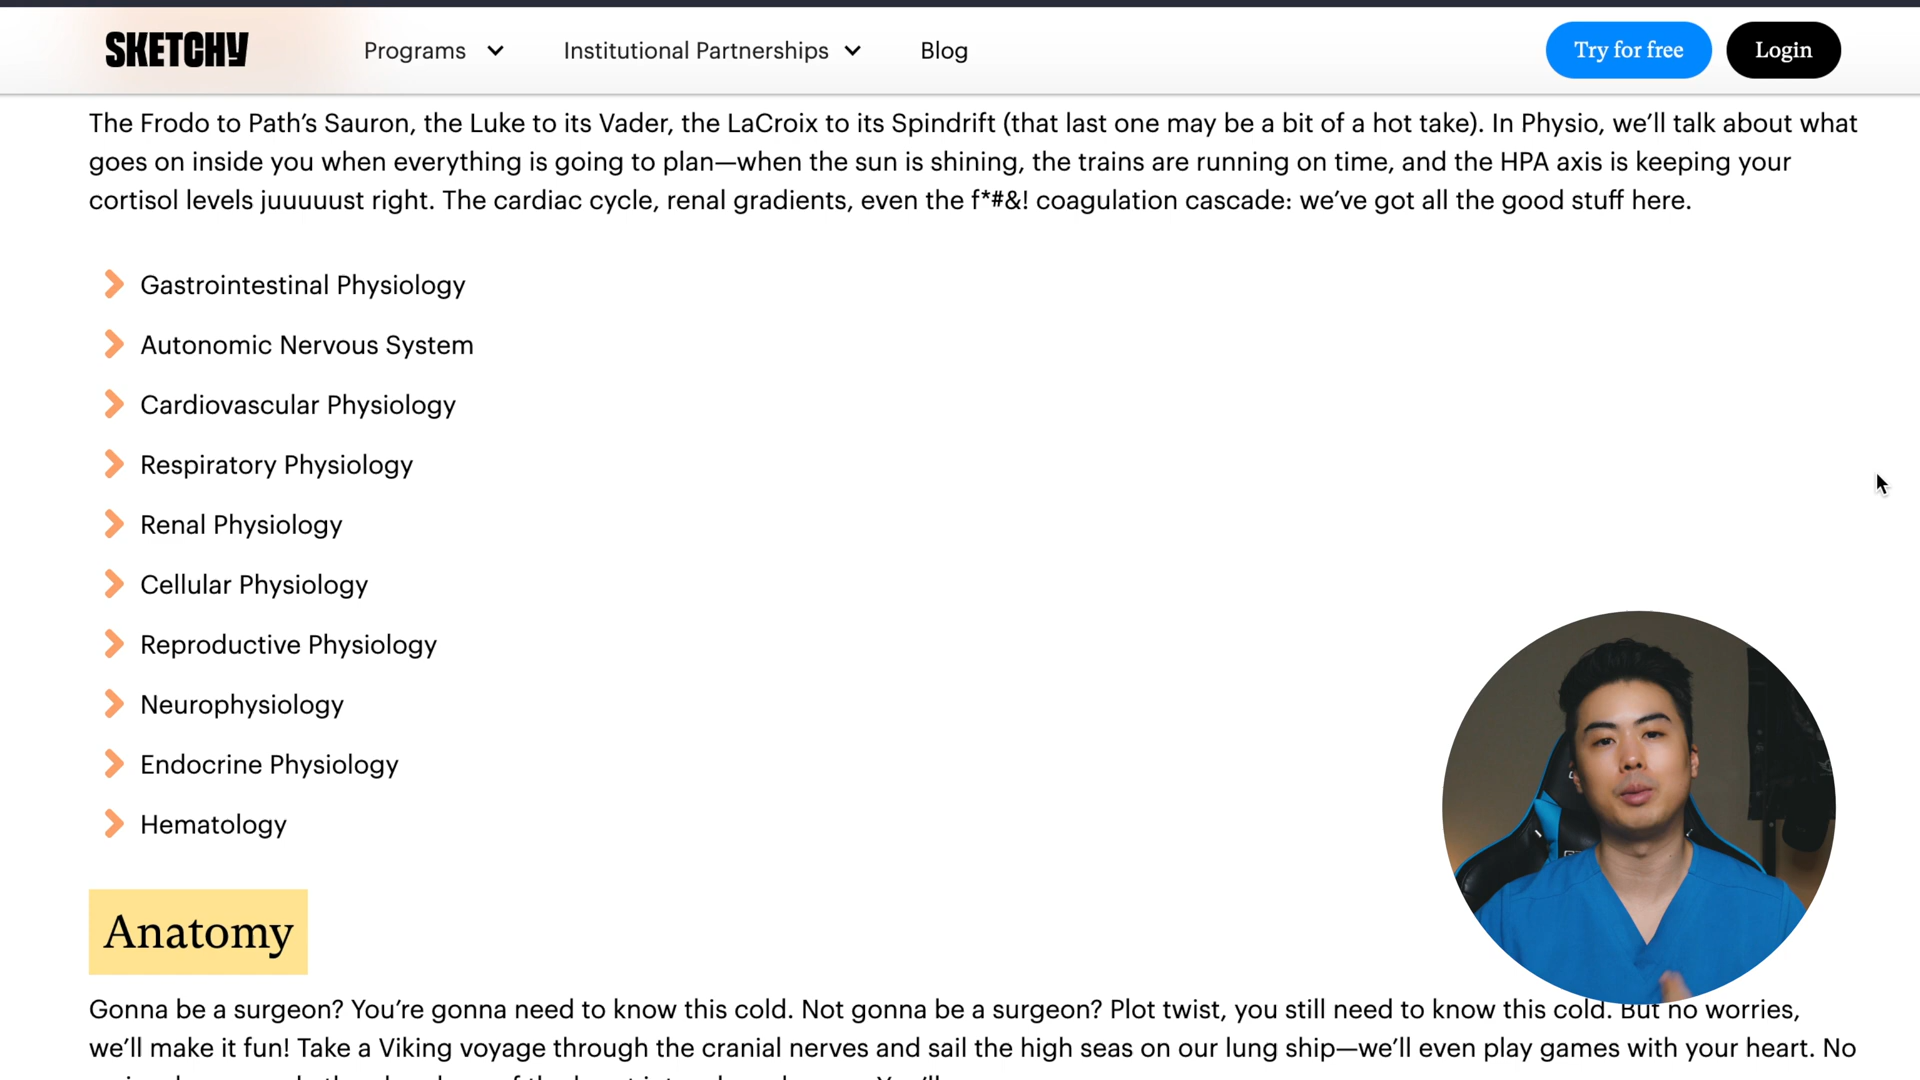 SKETCHY
Programs
Institutional Partnerships
Blog
Try for free
Login
The Frodo to Path’s Sauron, the Luke to its Vader, the LaCroix to its Spindrift (that last one may be a bit of a hot take). In Physio, we’ll talk about what
goes on inside you when everything is going to plan—when the sun is shining, the trains are running on time, and the HPA axis is keeping your
cortisol levels juuuuust right. The cardiac cycle, renal gradients, even the f*#&! coagulation cascade: we’ve got all the good stuff here.
Gastrointestinal Physiology
Autonomic Nervous System
Cardiovascular Physiology
Respiratory Physiology
Renal Physiology
Cellular Physiology
Reproductive Physiology
Neurophysiology
Endocrine Physiology
Hematology
Anatomy
Gonna be a surgeon? You’re gonna need to know this cold. Not gonna be a surgeon? Plot twist, you still need to know this cold. But no worries,
we’ll make it fun! Take a Viking voyage through the cranial nerves and sail the high seas on our lung ship—we’ll even play games with your heart. No